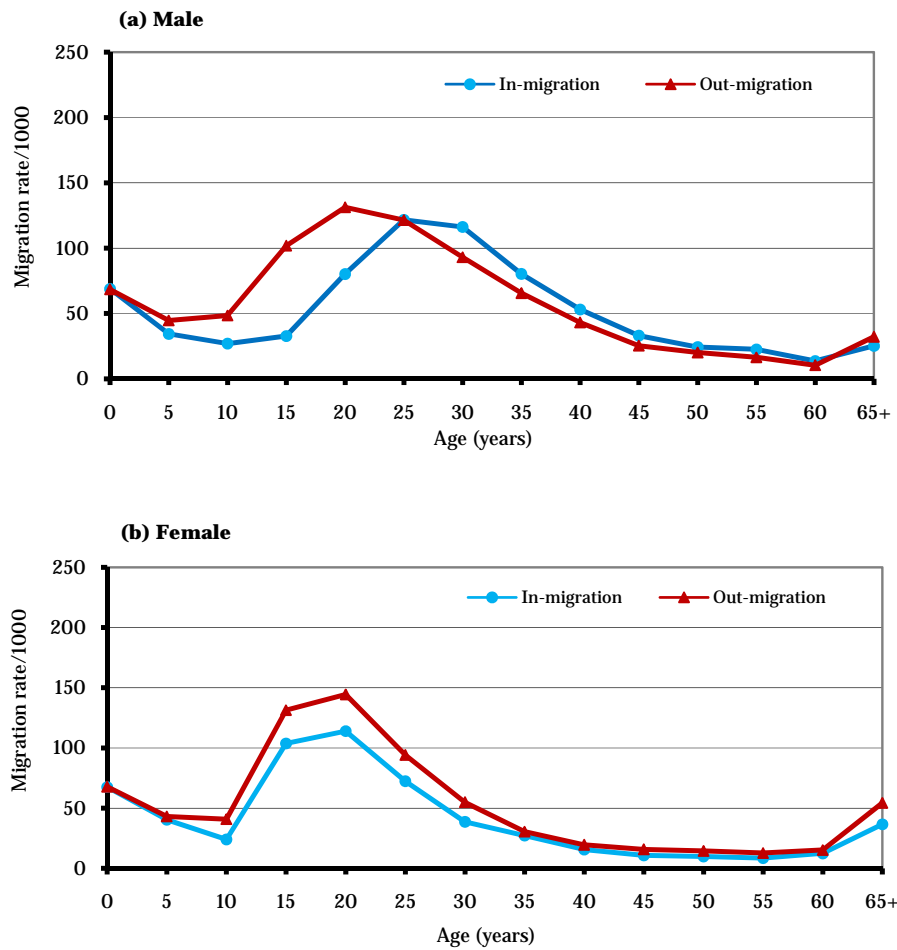 (a) Male
250
200
150
100
50
0
Migration rate/1000
In-migration
Out-migration
0 5 10 15 20 25 30 35 40 45 50 55 60 65+
Age (years)
(b) Female
250
200
150
100
50
0
Migration rate/1000
In-migration
Out-migration
0 5 10 15 20 25 30 35 40 45 50 55 60 65+
Age (years)